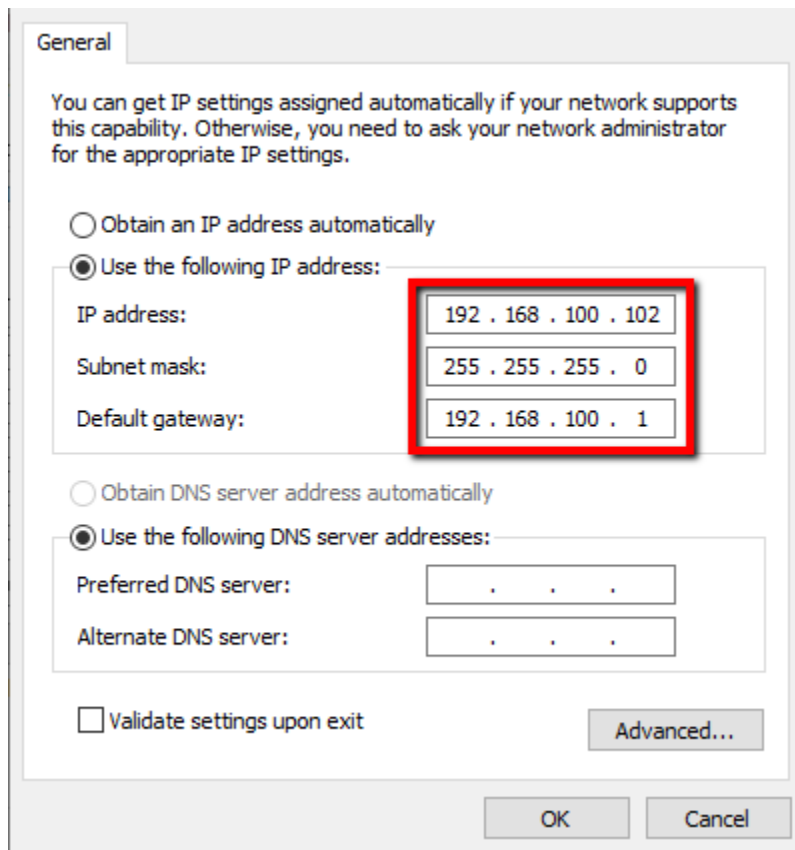 General
You can get IP settings assigned automatically if your network supports
this capability. Otherwise, you need to ask your network administrator
for the appropriate IP settings.
Obtain an IP address automatically
Use the following IP address:
IP address: 192 . 168 . 100 . 102
Subnet mask: 255 . 255 . 255 . 0
Default gateway: 192 . 168 . 100 . 1
Obtain DNS server address automatically
Use the following DNS server addresses:
Preferred DNS server: . . .
Alternate DNS server: . . .
Validate settings upon exit
Advanced...
OK Cancel